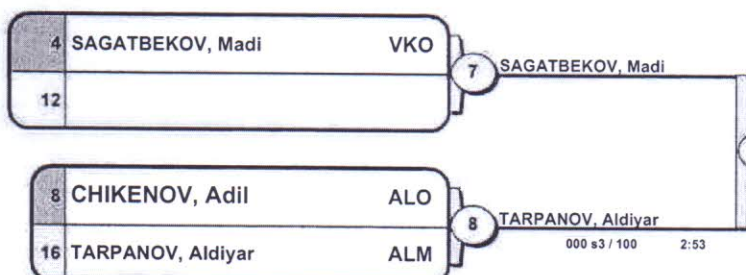 4 SAGATBEKOV, Madi VKO
12
7 SAGATBEKOV, Madi
8 CHIKENOV, Adil ALO
16 TARPANOV, Aldiyar ALM
8 TARPANOV, Aldiyar
000 s3 / 100 2:53